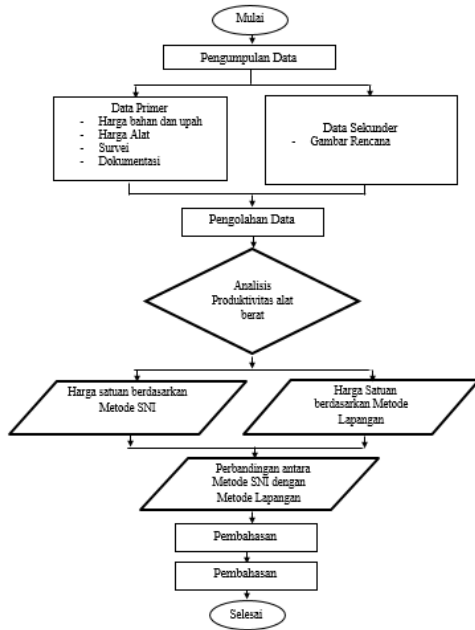 Mulai
Pengumpulan Data
Data Primer
- Harga bahan dan upah
- Harga Alat
- Survei
- Dokumentasi
Data Sekunder
- Gambar Rencana
Pengolahan Data
Analisis
Produktivitas alat
berat
Harga satuan berdasarkan
Metode SNI
Harga Satuan
berdasarkan Metode
Lapangan
Perbandingan antara
Metode SNI dengan
Metode Lapangan
Pembahasan
Pembahasan
Selesai